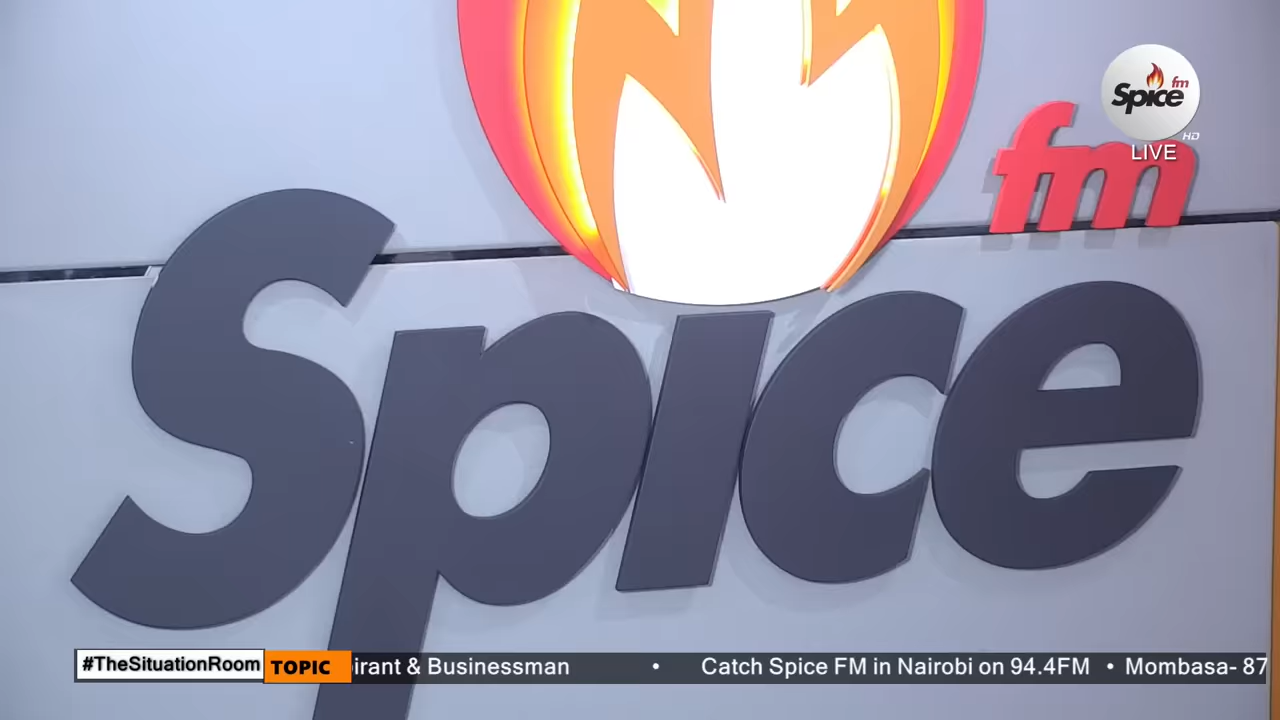 Spice fm
HD
LIVE
fm
Spice
#TheSituationRoom TOPIC irant & Businessman • Catch Spice FM in Nairobi on 94.4FM • Mombasa- 87